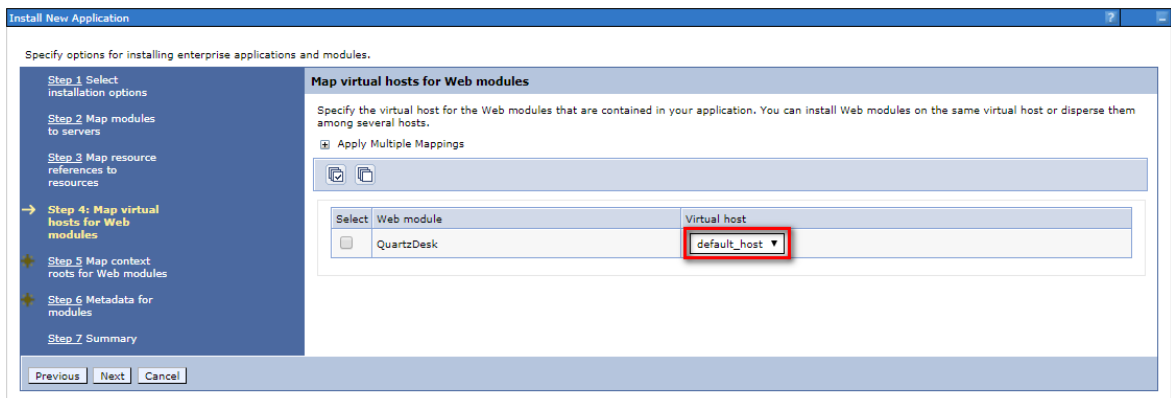 Install New Application
?
Specify options for installing enterprise applications and modules.
Step 1 Select
installation options
Step 2 Map modules
to servers
Step 3 Map resource
references to
resources
Step 4: Map virtual
hosts for Web
modules
Step 5 Map context
roots for Web modules
Step 6 Metadata for
modules
Step 7 Summary
Map virtual hosts for Web modules
Specify the virtual host for the Web modules that are contained in your application. You can install Web modules on the same virtual host or disperse them
among several hosts.
Apply Multiple Mappings
Select Web module Virtual host
QuartzDesk default_host
Previous Next Cancel